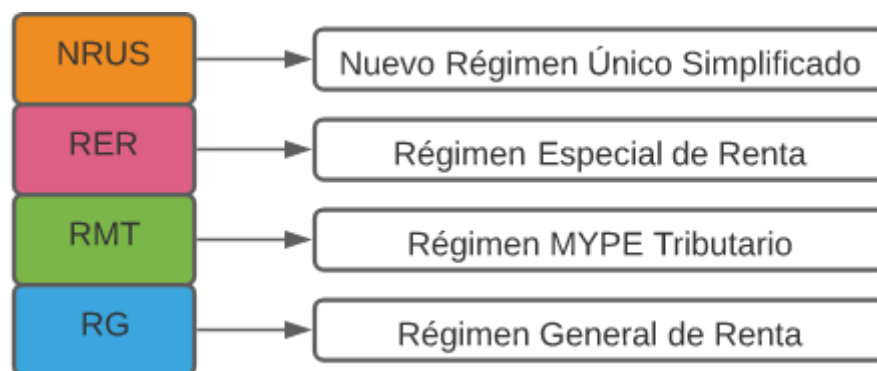 NRUS
Nuevo Régimen Único Simplificado
RER
Régimen Especial de Renta
RMT
Régimen MYPE Tributario
RG
Régimen General de Renta